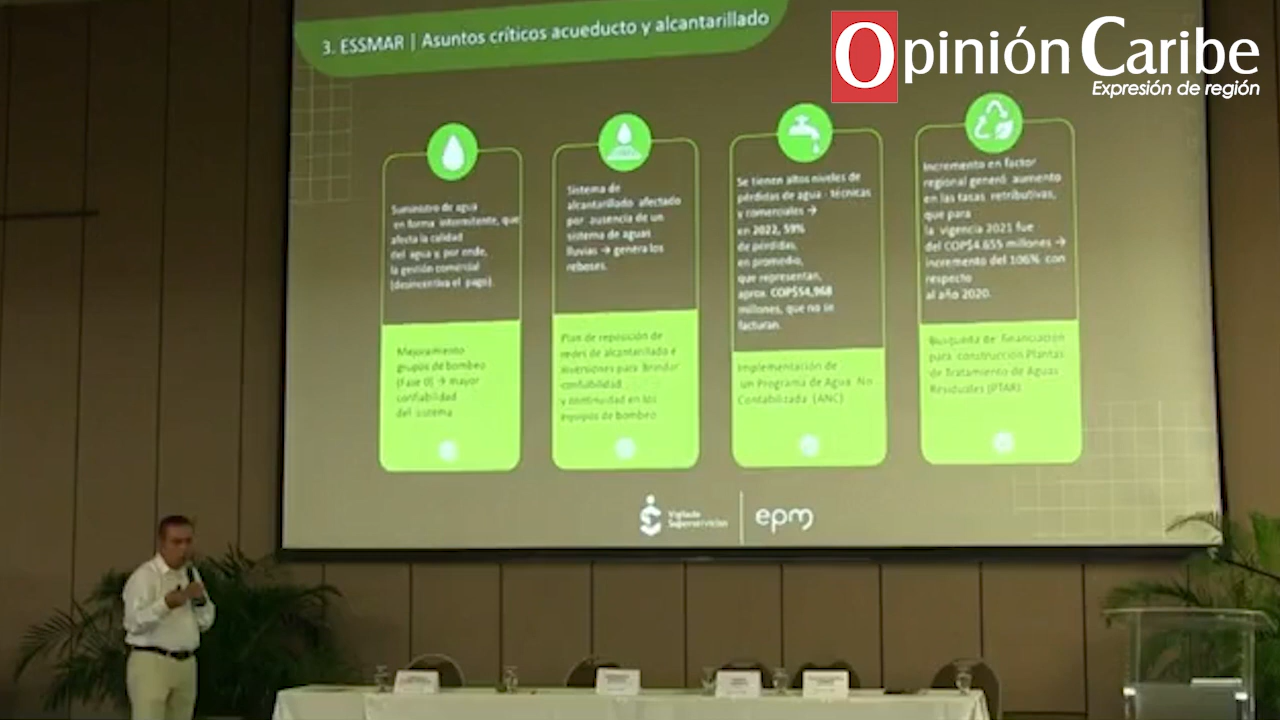 3. ESSMAR | Asuntos críticos acueducto y alcantarillado
Opinión Caribe
Expresión de región
Suministro de agua
en forma intermitente, que
afecta la calidad
del agua y, por ende,
la gestión comercial
(desincentiva el pago).
Mejoramiento
grupos de bombeo
(Fase 0) → mayor
confiabilidad
del sistema
Sistema de
alcantarillado afectado
por ausencia de un
sistema de aguas
lluvias → genera los
reboses.
Plan de reposición de
redes de alcantarillado e
inversiones para brindar
confiabilidad
y continuidad en los
equipos de bombeo
Se tienen altos niveles de
pérdidas de agua - técnicas
y comerciales →
en 2022, 59%
de pérdidas,
en promedio,
que representan,
aprox. COP$54,968
millones, que no se
facturan.
Implementación de
un Programa de Agua No
Contabilizada (ANC)
Incremento en factor
regional generó aumento
en las tasas retributivas,
que para
la vigencia 2021 fue
del COP$4.655 millones →
incremento del 106% con
respecto
al año 2020.
Búsqueda de financiación
para construcción Plantas
de Tratamiento de Aguas
Residuales (PTAR)
Vigilado
Superservicios
epm